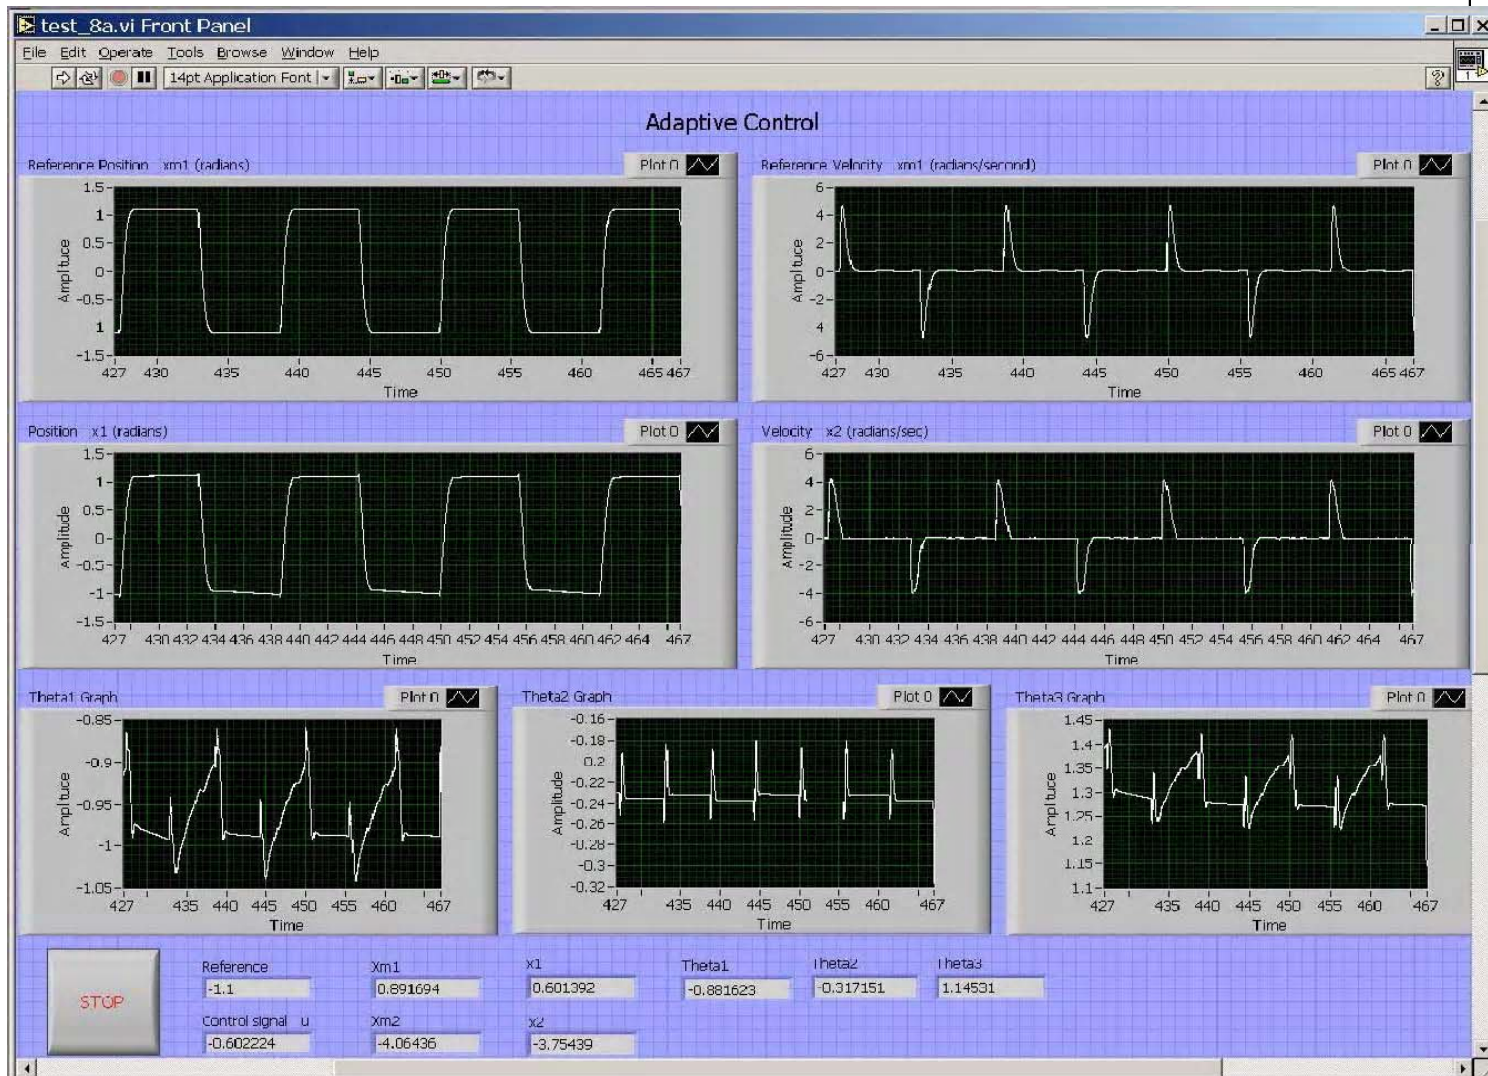 test_8a.vi Front Panel
File Edit Operate Tools Browse Window Help
14pt Application Font
1
Adaptive Control
Reference Position xm1 (radians) Plot 0
1.5
1
0.5
0
-0.5
1
-1.5
Amplituce
427 430 435 440 445 450 455 460 465 467
Time
Reference Velocity xm1 (radians/second) Plot 0
6
4
2
0
-2
4
-6
Amplituce
427 430 435 440 445 450 455 460 465 467
Time
Position x1 (radians) Plot 0
1.5
1
0.5
0
-0.5
-1
-1.5
Amplitude
427 430 432 434 436 438 440 442 444 446 448 450 452 454 456 458 460 462 464 467
Time
Velocity x2 (radians/sec) Plot 0
6
4
2
0
-2
-4
-6
Amplitude
427 430 432 434 436 438 440 442 444 446 448 450 452 454 456 458 460 462 464 467
Time
Theta1 Graph Plot 0
-0.85
-0.9
-0.95
-1
-1.05
Amplituce
427 435 440 445 450 455 460 467
Time
Theta2 Graph Plot 0
-0.16
-0.18
0.2
-0.22
-0.24
-0.26
-0.28
-0.3
-0.32
Amplitude
427 435 440 445 450 455 460 467
Time
Theta3 Graph Plot 0
1.45
1.4
1.35
1.3
1.25
1.2
1.15
1.1
Amplituce
427 435 440 445 450 455 460 467
Time
STOP
Reference Xm1 x1 Theta1 Theta2 Theta3
-1.1 0.891694 0.601392 -0.881623 -0.317151 1.14531
Control signal u Xm2 x2
-0.602224 -4.06436 -3.75439